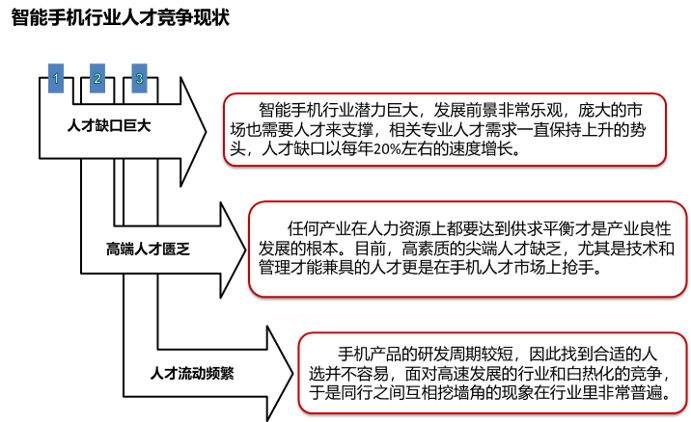 智能手机行业人才竞争现状
1 2 3
人才缺口巨大
智能手机行业潜力巨大，发展前景非常乐观，庞大的市
场也需要人才来支撑，相关专业人才需求一直保持上升的势
头，人才缺口以每年20%左右的速度增长。
高端人才匮乏
任何产业在人力资源上都要达到供求平衡才是产业良性
发展的根本。目前，高素质的尖端人才缺乏，尤其是技术和
管理才能兼具的人才更是在手机人才市场上抢手。
人才流动频繁
手机产品的研发周期较短，因此找到合适的人
选并不容易，面对高速发展的行业和白热化的竞争，
于是同行之间互相挖墙角的现象在行业里非常普遍。